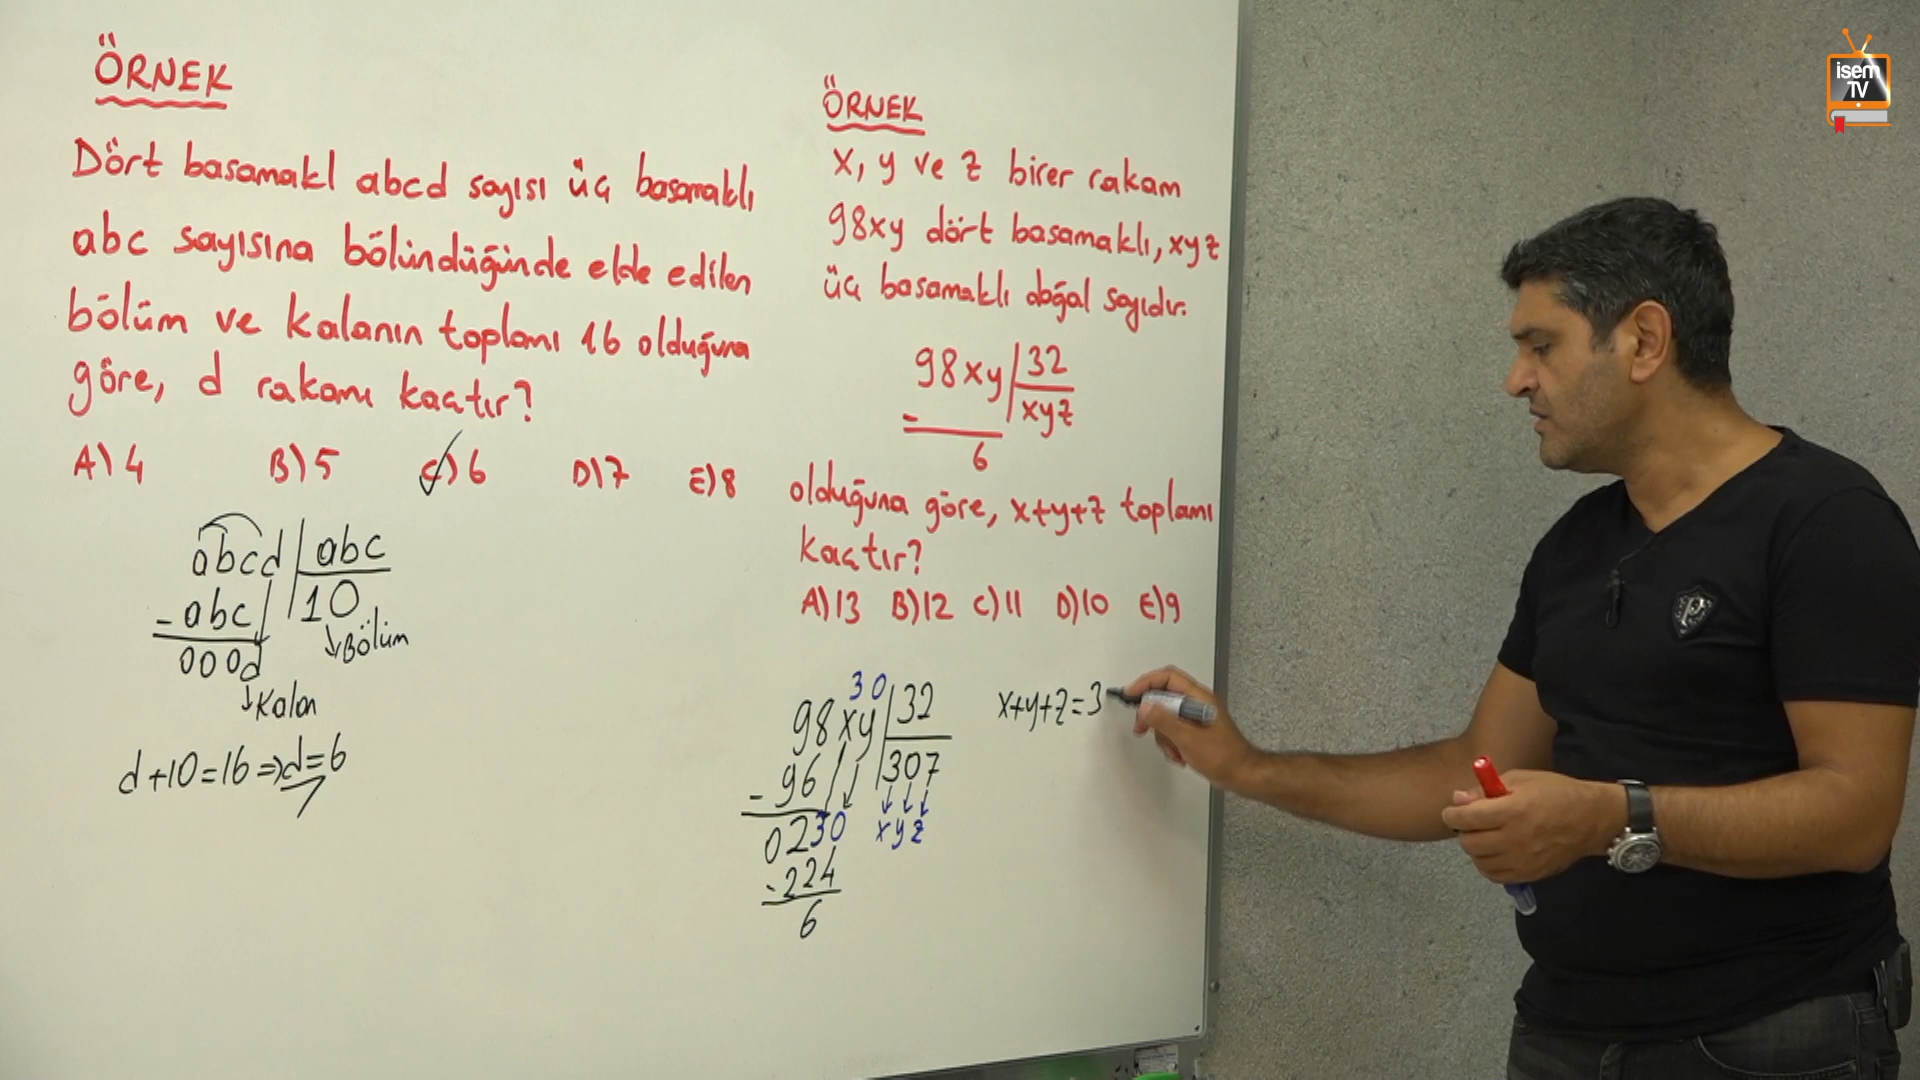 ÖRNEK
Dört basamaklı abcd sayısı üç basamaklı
abc sayısına bölündüğünde elde edilen
bölüm ve kalanın toplamı 16 olduğuna
göre, d rakamı kaçtır?
A) 4 B) 5 C) 6 D) 7 E) 8
abcd abc
- abc 10
Bölüm
000d
Kalan
d+10=16 ⇒ d=6
ÖRNEK
x, y ve z birer rakam
98xy dört basamaklı, xyz
üç basamaklı doğal sayıdır.
98xy 32
- xyz
6
olduğuna göre, x+y+z toplamı
kaçtır?
A) 13 B) 12 C) 11 D) 10 E) 9
30
98xy 32
- 96 307
0230 x y z
- 224
6
x+y+z=3
isem
TV